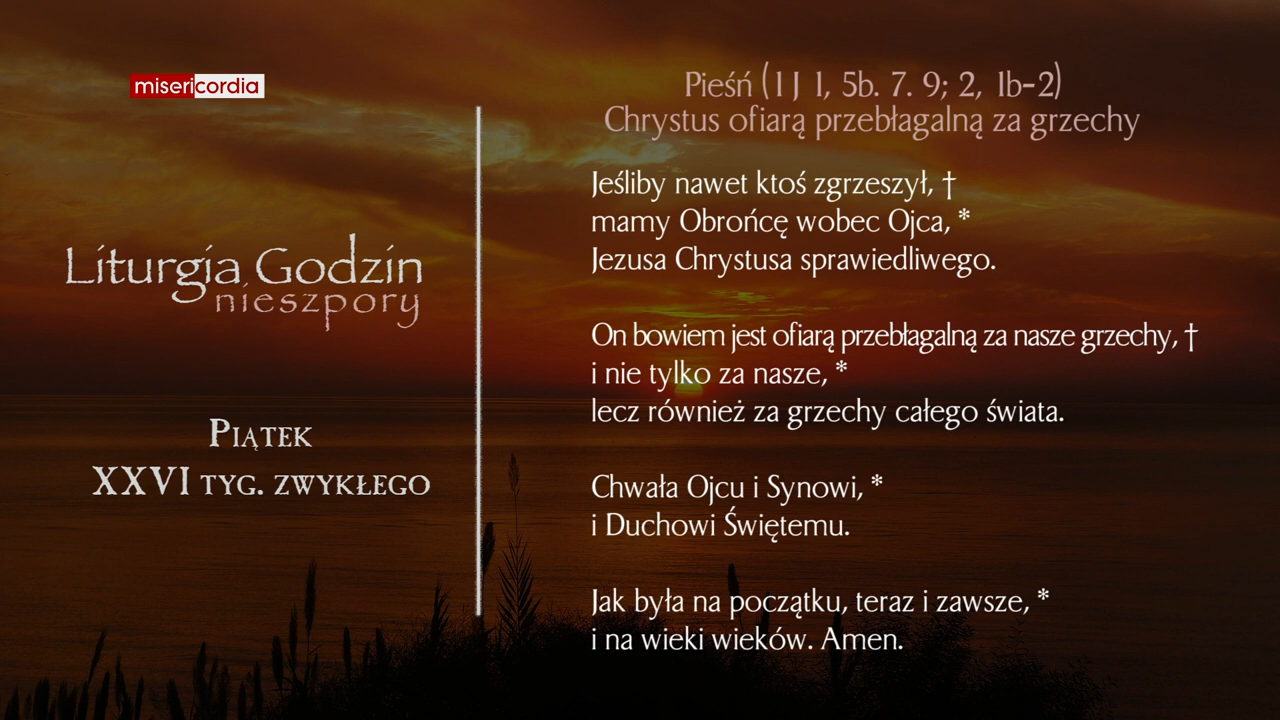 misericordia
Liturgia Godzin
nieszpory
Piątek
XXVI tyg. zwykłego
Pieśń (1 J 1, 5b. 7. 9; 2, 1b-2)
Chrystus ofiarą przebłagalną za grzechy
Jeśliby nawet ktoś zgrzeszył, †
mamy Obrońcę wobec Ojca, *
Jezusa Chrystusa sprawiedliwego.
On bowiem jest ofiarą przebłagalną za nasze grzechy, †
i nie tylko za nasze, *
lecz również za grzechy całego świata.
Chwała Ojcu i Synowi, *
i Duchowi Świętemu.
Jak była na początku, teraz i zawsze, *
i na wieki wieków. Amen.